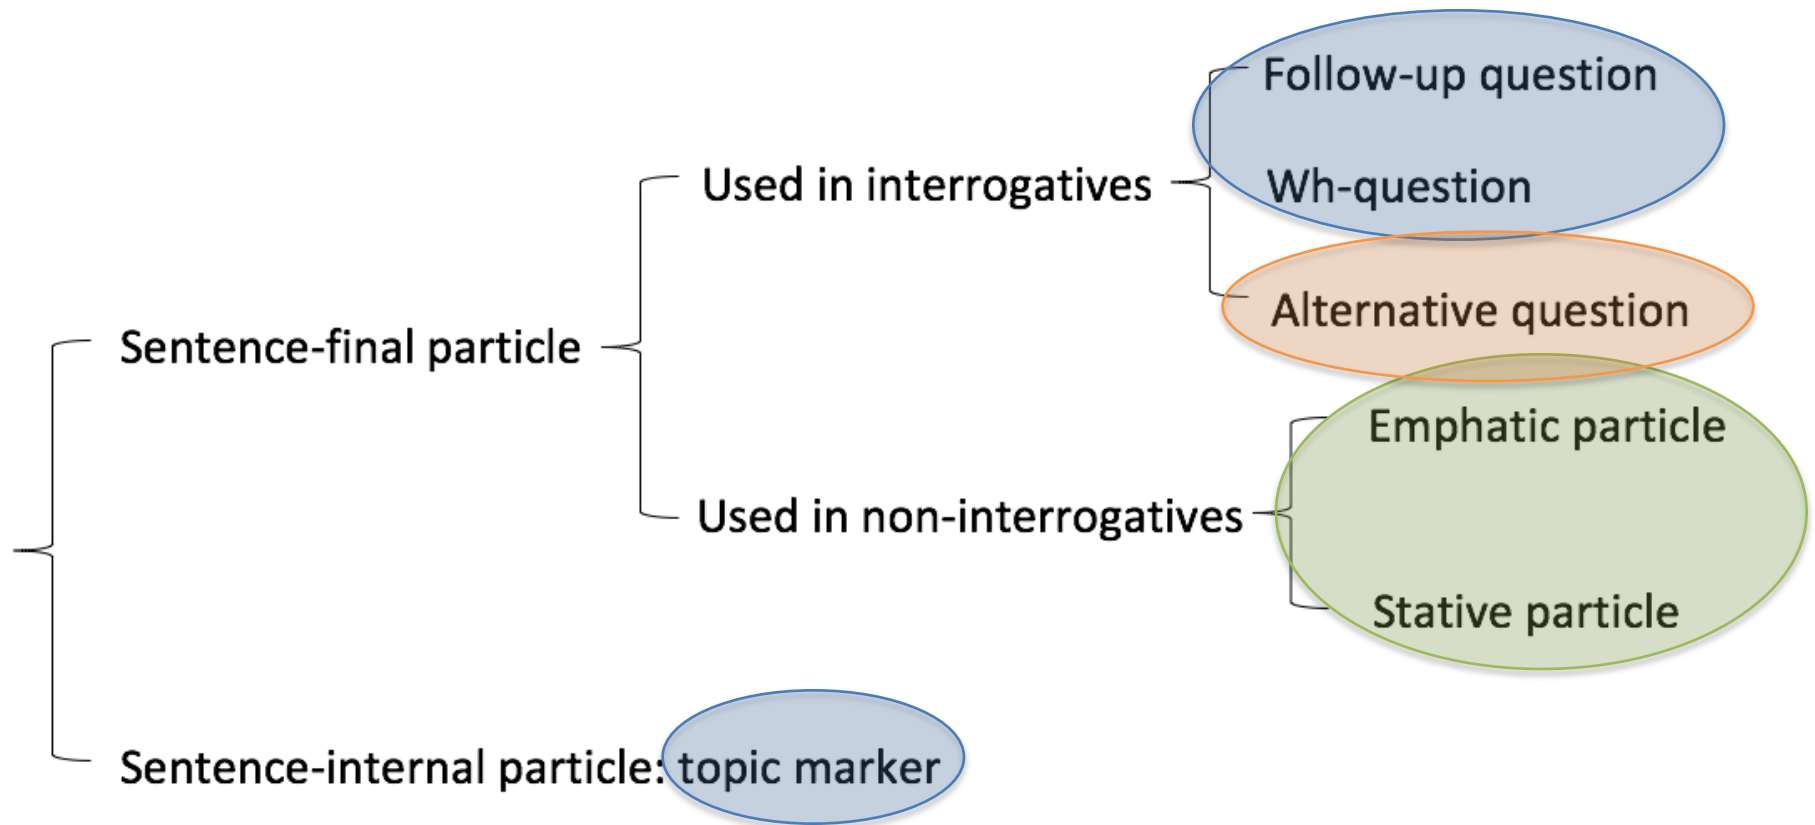 Follow-up question
Used in interrogatives
Wh-question
Alternative question
Sentence-final particle
Emphatic particle
Used in non-interrogatives
Stative particle
Sentence-internal particle: topic marker